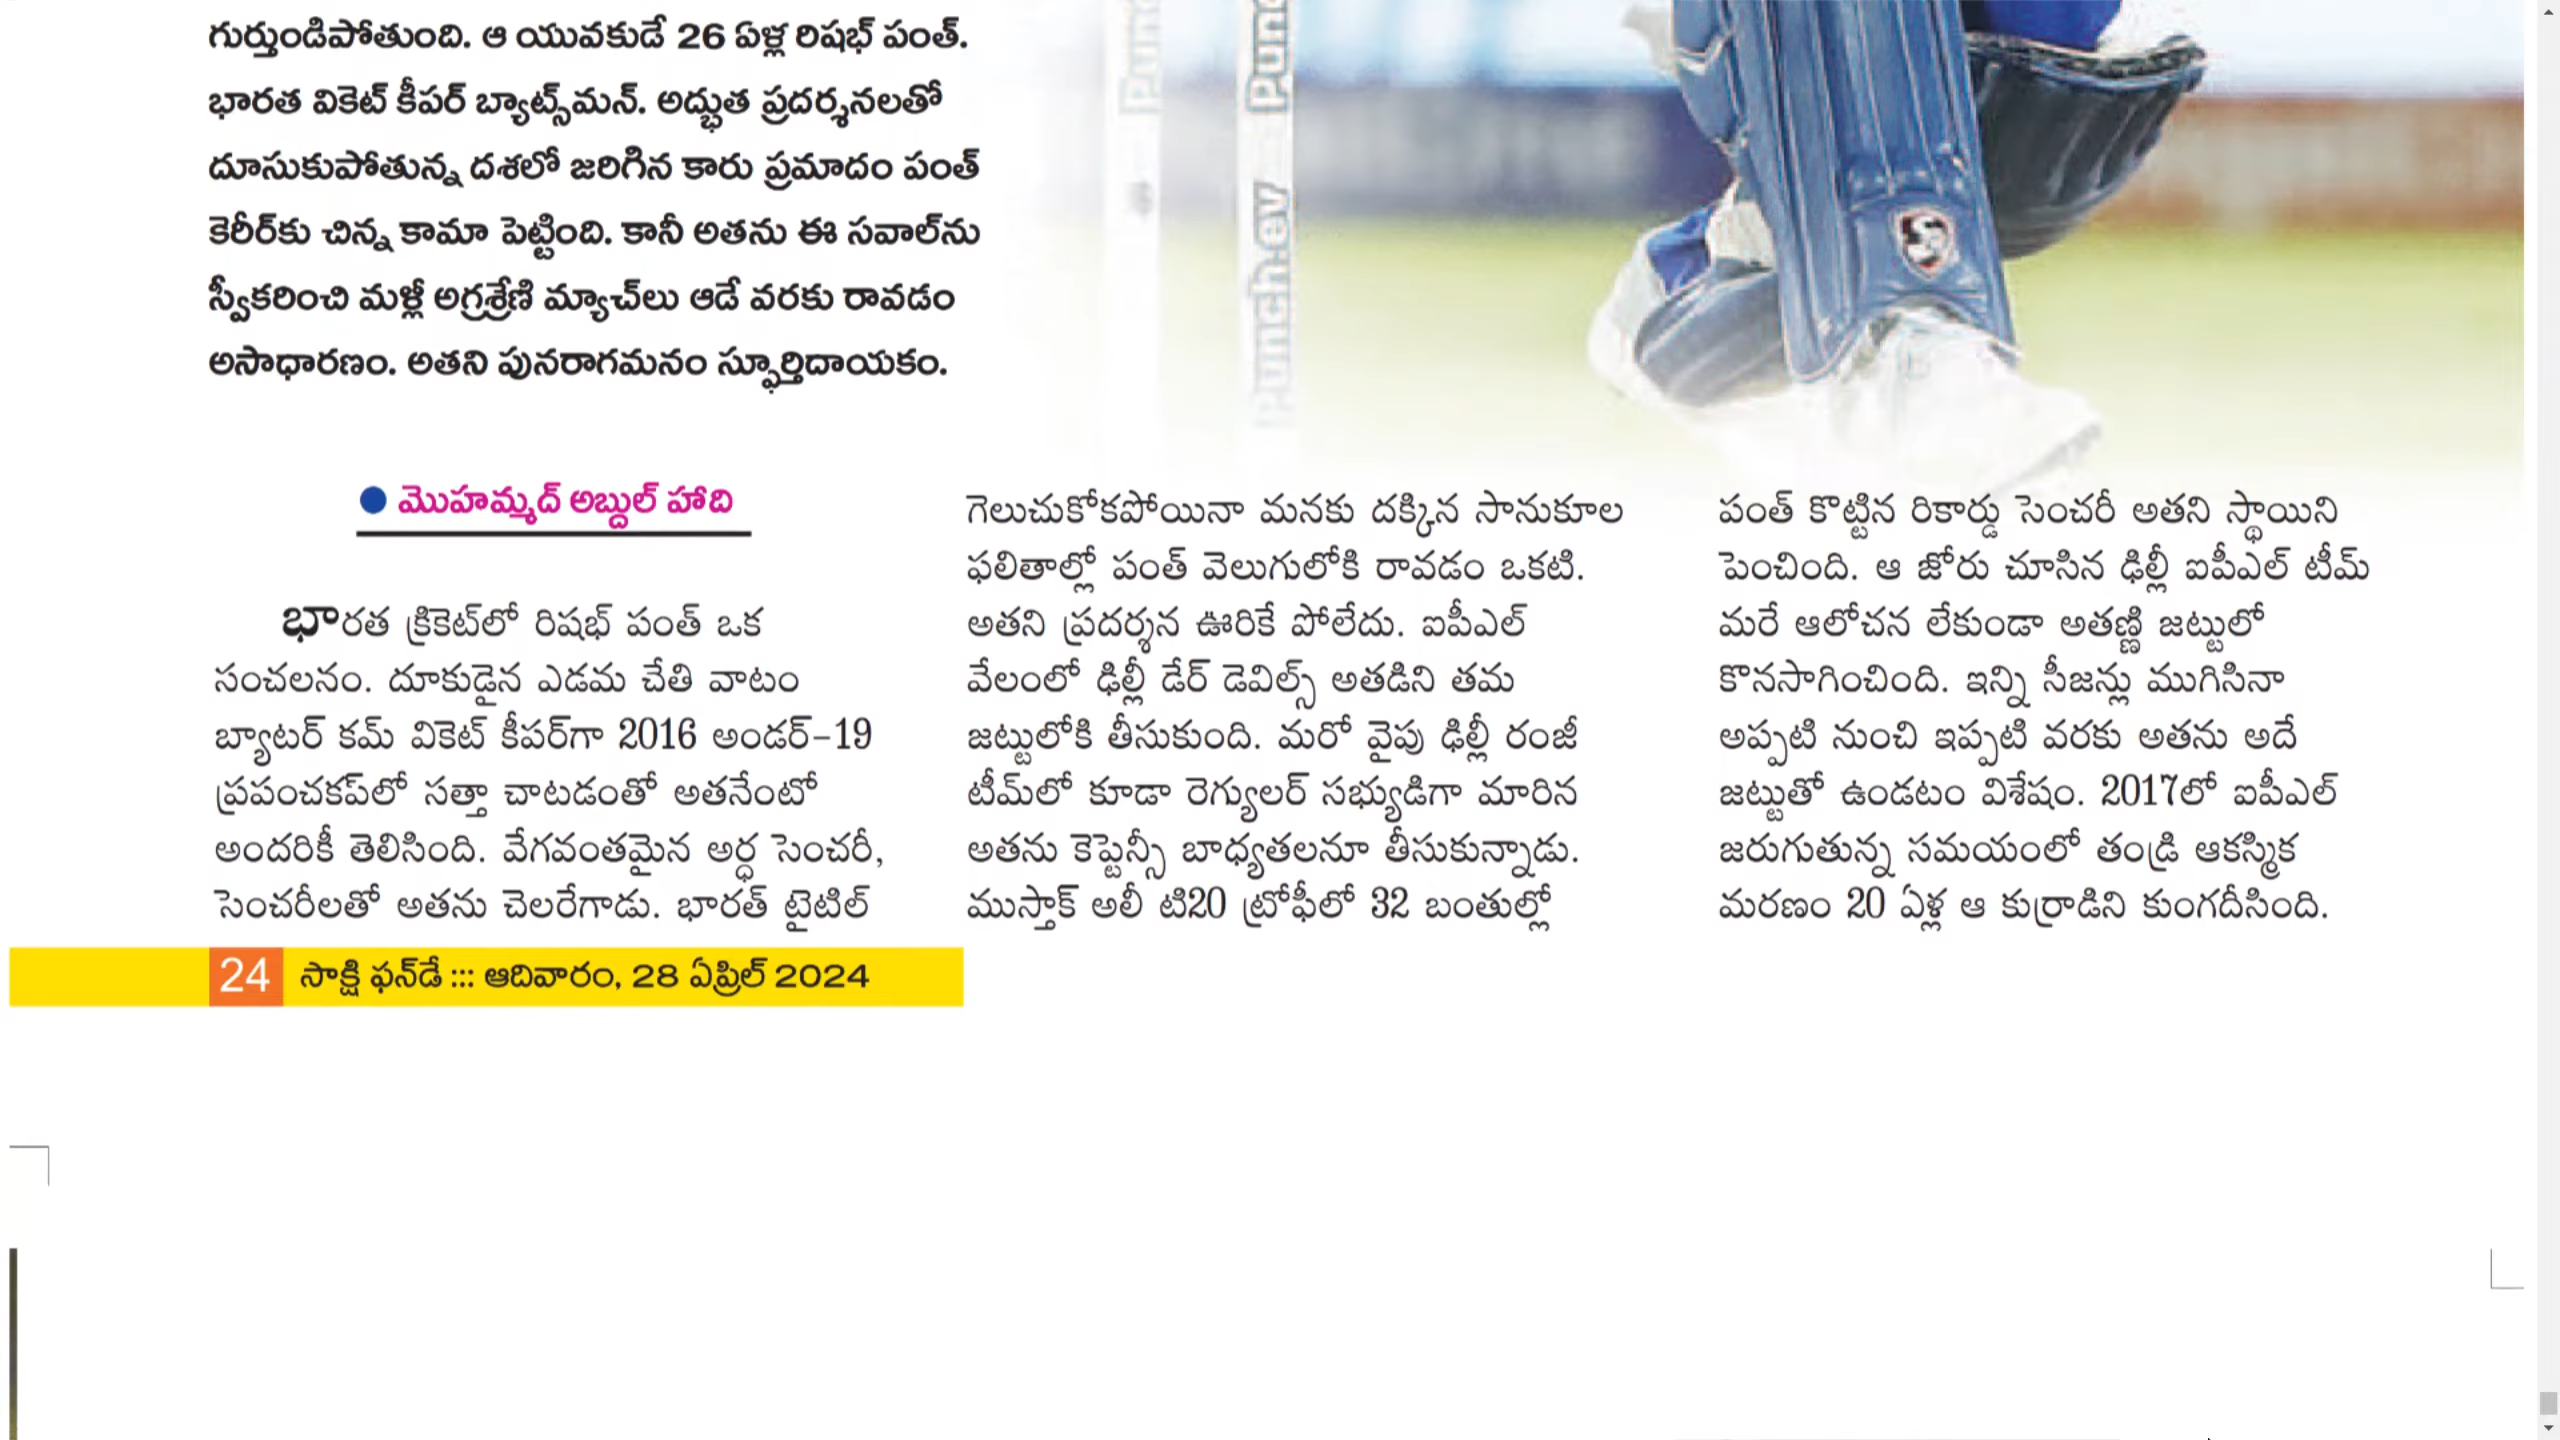 గుర్తుండిపోతుంది. ఆ యువకుడే 26 ఏళ్ల రిషభ్ పంత్.
భారత వికెట్ కీపర్ బ్యాట్స్‌మన్. అద్భుత ప్రదర్శనలతో
దూసుకుపోతున్న దశలో జరిగిన కారు ప్రమాదం పంత్
కెరీర్‌కు చిన్న కామా పెట్టింది. కానీ అతను ఈ సవాల్‌ను
స్వీకరించి మళ్లీ అగ్రశ్రేణి మ్యాచ్‌లు ఆడే వరకు రావడం
అసాధారణం. అతని పునరాగమనం స్ఫూర్తిదాయకం.
Punch.ev
● మొహమ్మద్ అబ్దుల్ హాది
భారత క్రికెట్‌లో రిషభ్ పంత్ ఒక
సంచలనం. దూకుడైన ఎడమ చేతి వాటం
బ్యాటర్ కమ్ వికెట్ కీపర్‌గా 2016 అండర్–19
ప్రపంచకప్‌లో సత్తా చాటడంతో అతనేంటో
అందరికీ తెలిసింది. వేగవంతమైన అర్ధ సెంచరీ,
సెంచరీలతో అతను చెలరేగాడు. భారత్ టైటిల్
గెలుచుకోకపోయినా మనకు దక్కిన సానుకూల
ఫలితాల్లో పంత్ వెలుగులోకి రావడం ఒకటి.
అతని ప్రదర్శన ఊరికే పోలేదు. ఐపీఎల్
వేలంలో ఢిల్లీ డేర్ డెవిల్స్ అతడిని తమ
జట్టులోకి తీసుకుంది. మరో వైపు ఢిల్లీ రంజీ
టీమ్‌లో కూడా రెగ్యులర్ సభ్యుడిగా మారిన
అతను కెప్టెన్సీ బాధ్యతలనూ తీసుకున్నాడు.
ముస్తాక్ అలీ టి20 ట్రోఫీలో 32 బంతుల్లో
పంత్ కొట్టిన రికార్డు సెంచరీ అతని స్థాయిని
పెంచింది. ఆ జోరు చూసిన ఢిల్లీ ఐపీఎల్ టీమ్
మరే ఆలోచన లేకుండా అతణ్ణి జట్టులో
కొనసాగించింది. ఇన్ని సీజన్లు ముగిసినా
అప్పటి నుంచి ఇప్పటి వరకు అతను అదే
జట్టుతో ఉండటం విశేషం. 2017లో ఐపీఎల్
జరుగుతున్న సమయంలో తండ్రి ఆకస్మిక
మరణం 20 ఏళ్ల ఆ కుర్రాడిని కుంగదీసింది.
24 సాక్షి ఫన్‌డే ::: ఆదివారం, 28 ఏప్రిల్ 2024